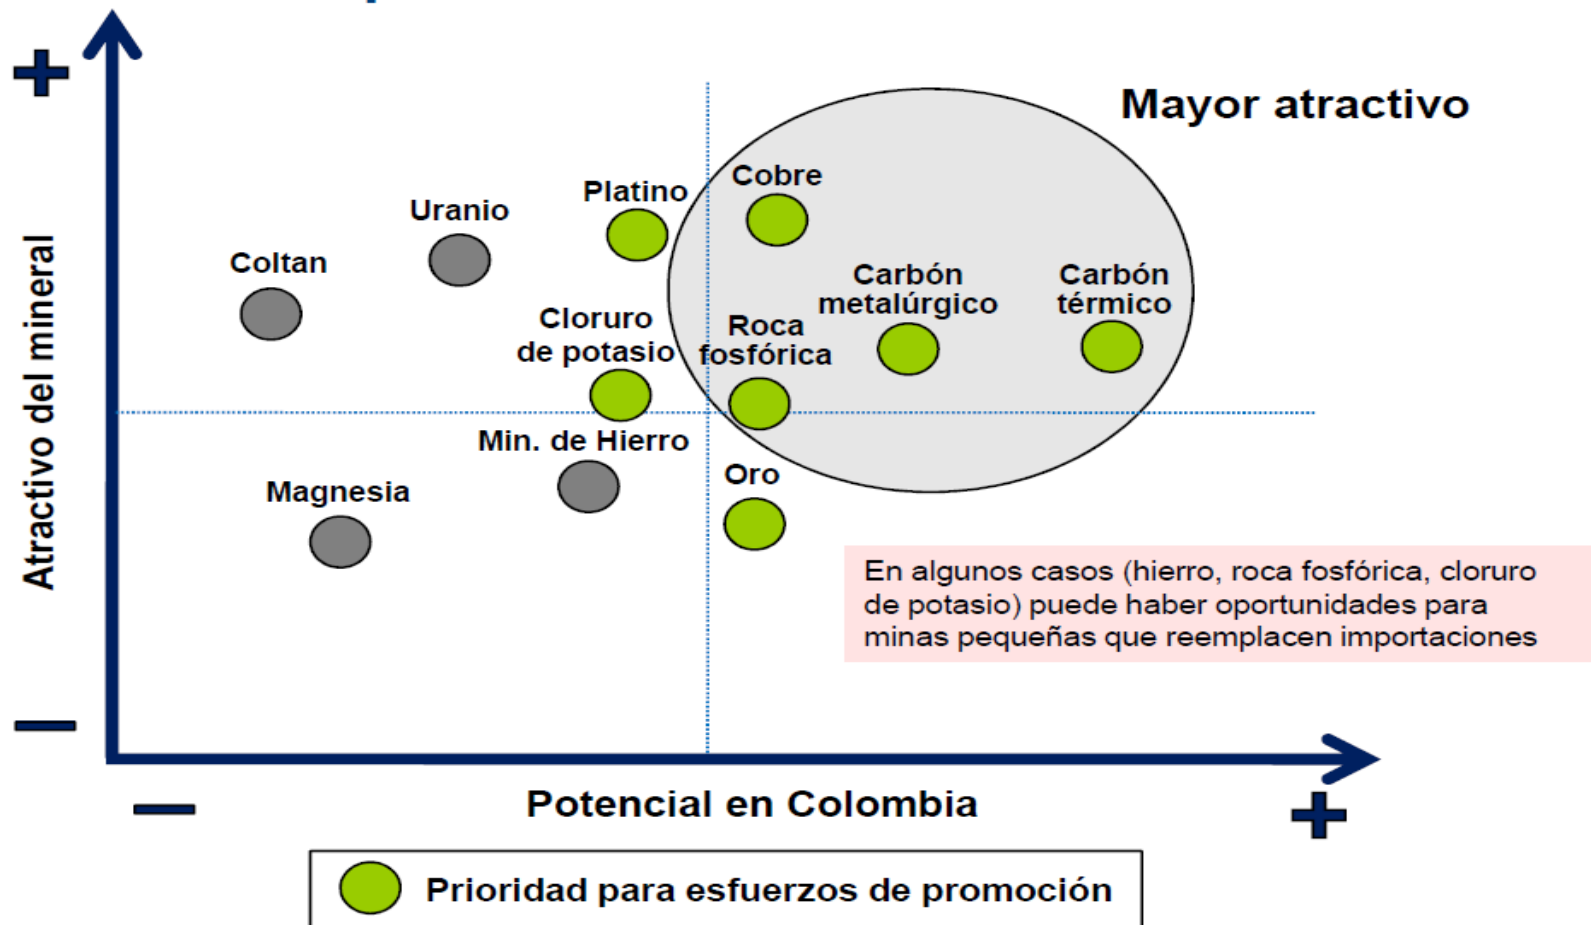 Mayor atractivo
Cobre
Platino
Uranio
Coltan
Carbón
metalúrgico
Carbón
térmico
Cloruro
de potasio
Roca
fosfórica
Min. de Hierro
Oro
Magnesia
Atractivo del mineral
En algunos casos (hierro, roca fosfórica, cloruro
de potasio) puede haber oportunidades para
minas pequeñas que reemplacen importaciones
Potencial en Colombia
Prioridad para esfuerzos de promoción